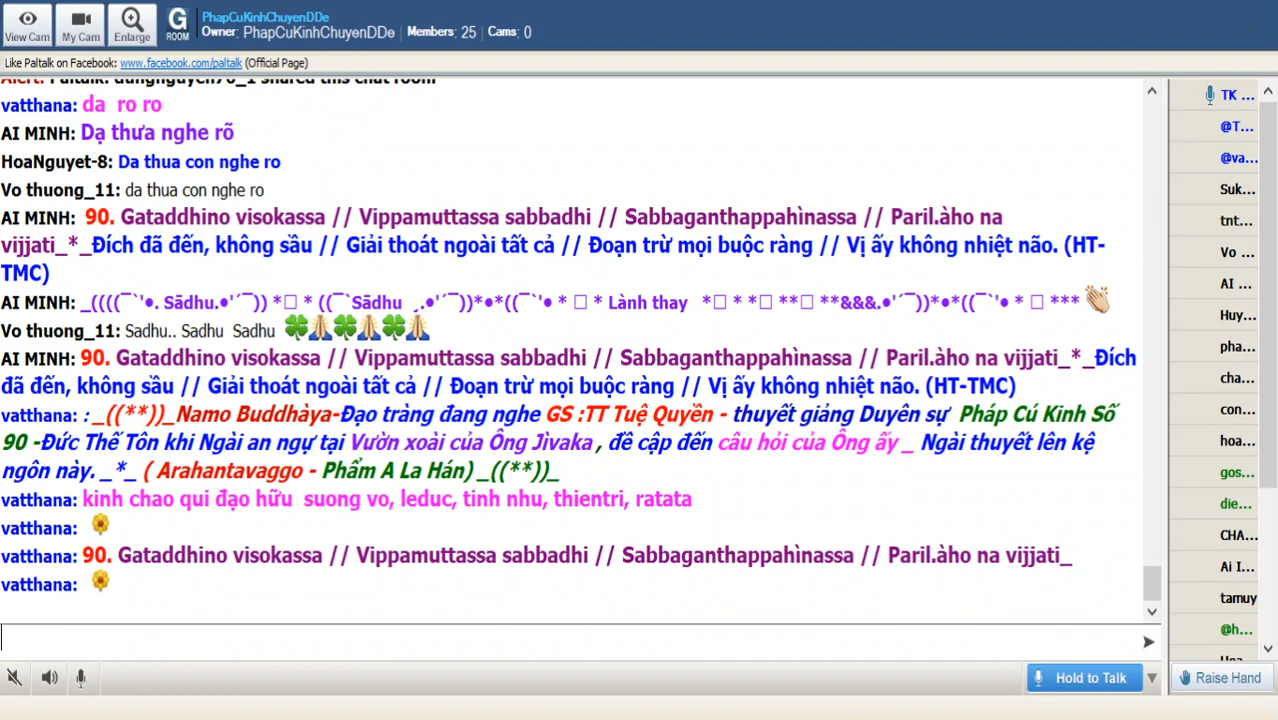 View Cam
My Cam
Enlarge
G
ROOM
PhapCuKinhChuyenDDe
Owner: PhapCuKinhChuyenDDe Members: 25 Cams: 0
Like Paltalk on Facebook: www.facebook.com/paltalk (Official Page)
Alert: Paltalk: dungnguyen76_1 shared this chat room
vatthana: da ro ro
AI MINH: Dạ thưa nghe rõ
HoaNguyet-8: Da thua con nghe ro
Vo thuong_11: da thua con nghe ro
AI MINH: 90. Gataddhino visokassa // Vippamuttassa sabbadhi // Sabbaganthappahìnassa // Paril.àho na
vijjati_*_Đích đã đến, không sầu // Giải thoát ngoài tất cả // Đoạn trừ mọi buộc ràng // Vị ấy không nhiệt não. (HT-
TMC)
AI MINH: _((((¯`'•. Sādhu.•'´¯)) *□ * ((¯`Sādhu ¸.•'´¯))*•*((¯`'• * □ * Lành thay *□ * *□ **□ **&&&.•'´¯))*•*((¯`'• * □ ***
Vo thuong_11: Sadhu.. Sadhu Sadhu
AI MINH: 90. Gataddhino visokassa // Vippamuttassa sabbadhi // Sabbaganthappahìnassa // Paril.àho na vijjati_*_Đích
đã đến, không sầu // Giải thoát ngoài tất cả // Đoạn trừ mọi buộc ràng // Vị ấy không nhiệt não. (HT-TMC)
vatthana: : _((**))_Namo Buddhàya-Đạo tràng đang nghe GS :TT Tuệ Quyền - thuyết giảng Duyên sự Pháp Cú Kinh Số
90 -Đức Thế Tôn khi Ngài an ngự tại Vườn xoài của Ông Jìvaka , đề cập đến câu hỏi của Ông ấy _ Ngài thuyết lên kệ
ngôn này. _*_ ( Arahantavaggo - Phẩm A La Hán) _((**))_
vatthana: kinh chao qui đạo hữu suong vo, leduc, tinh nhu, thientri, ratata
vatthana:
vatthana: 90. Gataddhino visokassa // Vippamuttassa sabbadhi // Sabbaganthappahìnassa // Paril.àho na vijjati_
vatthana:
TK ...
@T...
@va...
Suk...
tnt...
Vo ...
AI ...
Huy...
pha...
cha...
con...
hoa...
gos...
die...
CHA...
Ai I...
tamuy
@h...
Hold to Talk
Raise Hand